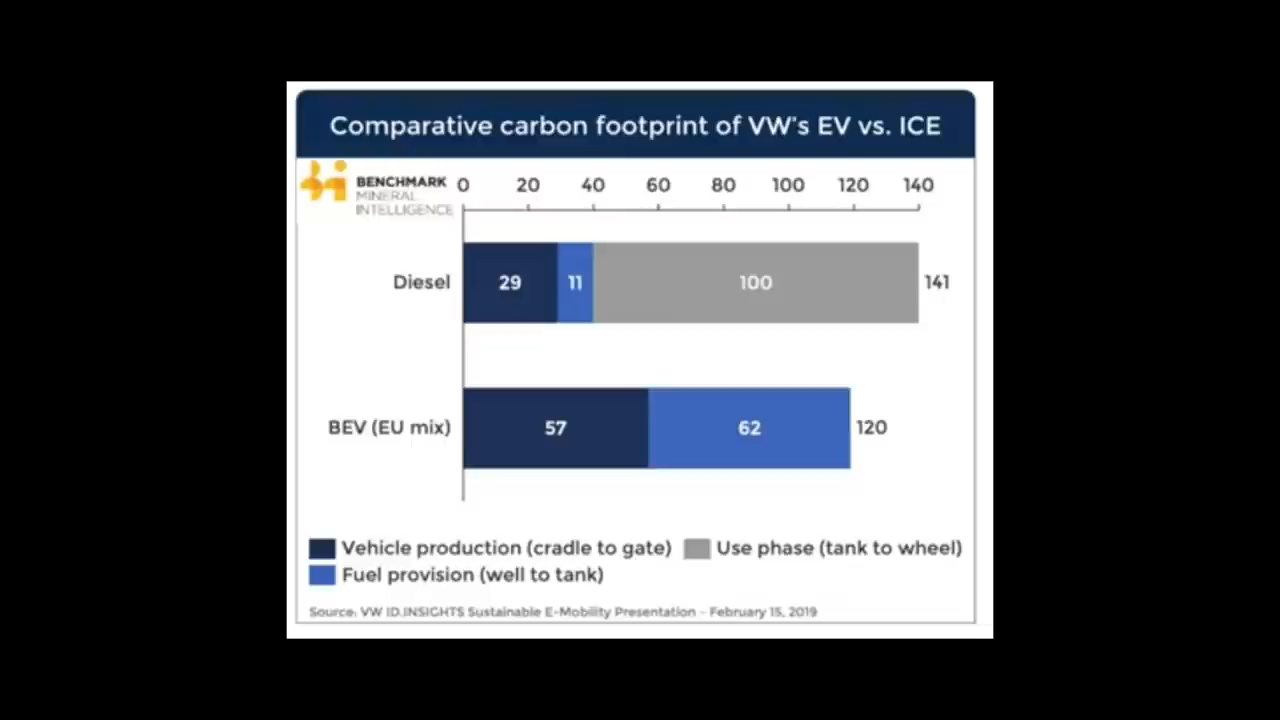 Comparative carbon footprint of VW's EV vs. ICE
BENCHMARK
MINERAL
INTELLIGENCE
0 20 40 60 80 100 120 140
Diesel 29 11 100 141
BEV (EU mix) 57 62 120
Vehicle production (cradle to gate) Use phase (tank to wheel)
Fuel provision (well to tank)
Source: VW ID.INSIGHTS Sustainable E-Mobility Presentation - February 15, 2019